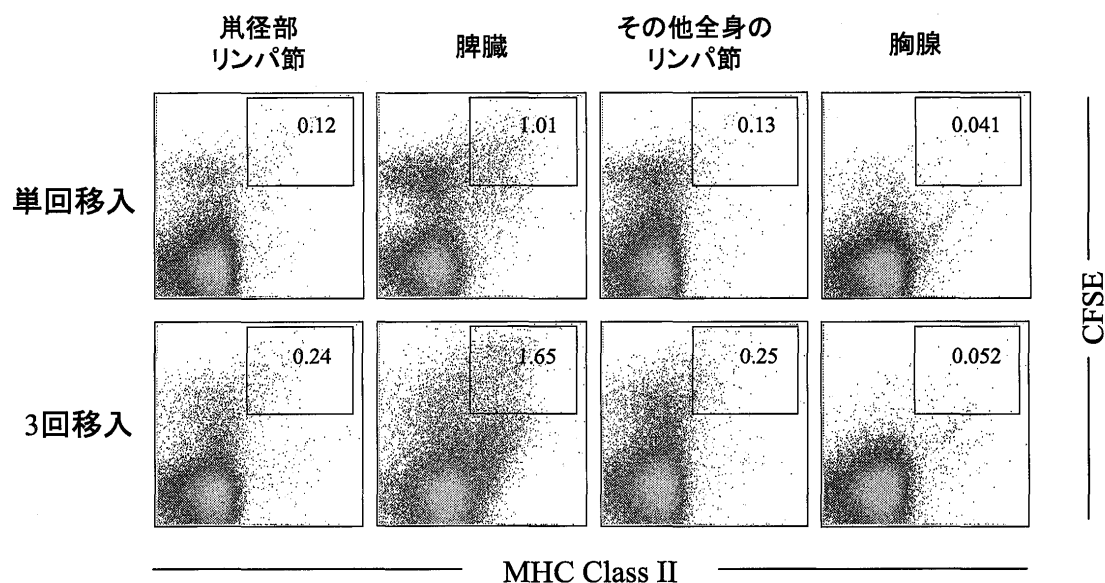 鼡径部
リンパ節
脾臓
その他全身の
リンパ節
胸腺
単回移入
0.12
1.01
0.13
0.041
3回移入
0.24
1.65
0.25
0.052
CFSE
MHC Class II